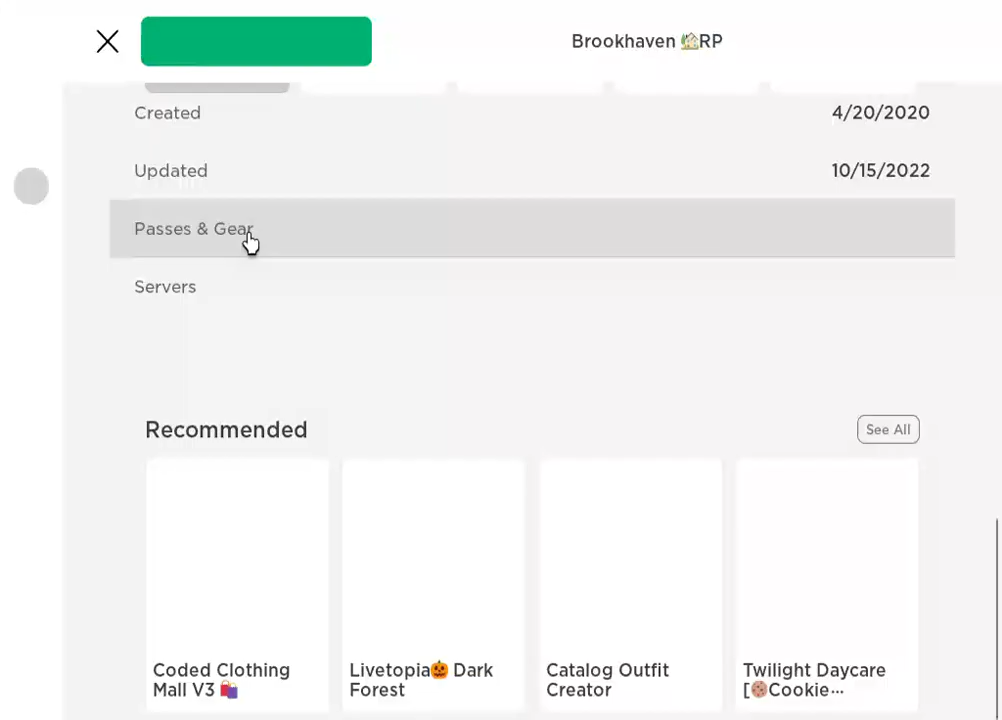 Brookhaven 🏡RP
Created
4/20/2020
Updated
10/15/2022
Passes & Gear
Servers
Recommended
See All
Coded Clothing
Mall V3 🛍️
Livetopia🎃 Dark
Forest
Catalog Outfit
Creator
Twilight Daycare
[🍪Cookie...